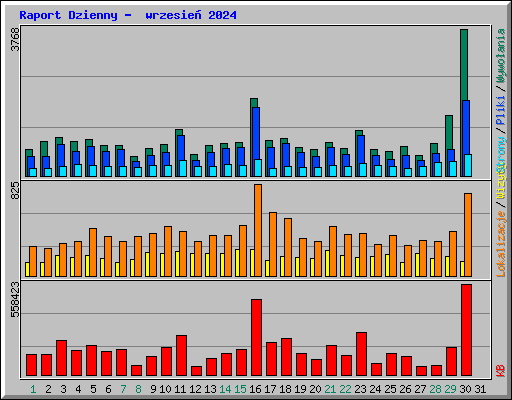 Raport Dzienny -  wrzesień 2024
3768
825
558423
Wywołania / Pliki / Strony
Lokalizacje /
KB
1 2 3 4 5 6 7 8 9 10 11 12 13 14 15 16 17 18 19 20 21 22 23 24 25 26 27 28 29 30 31